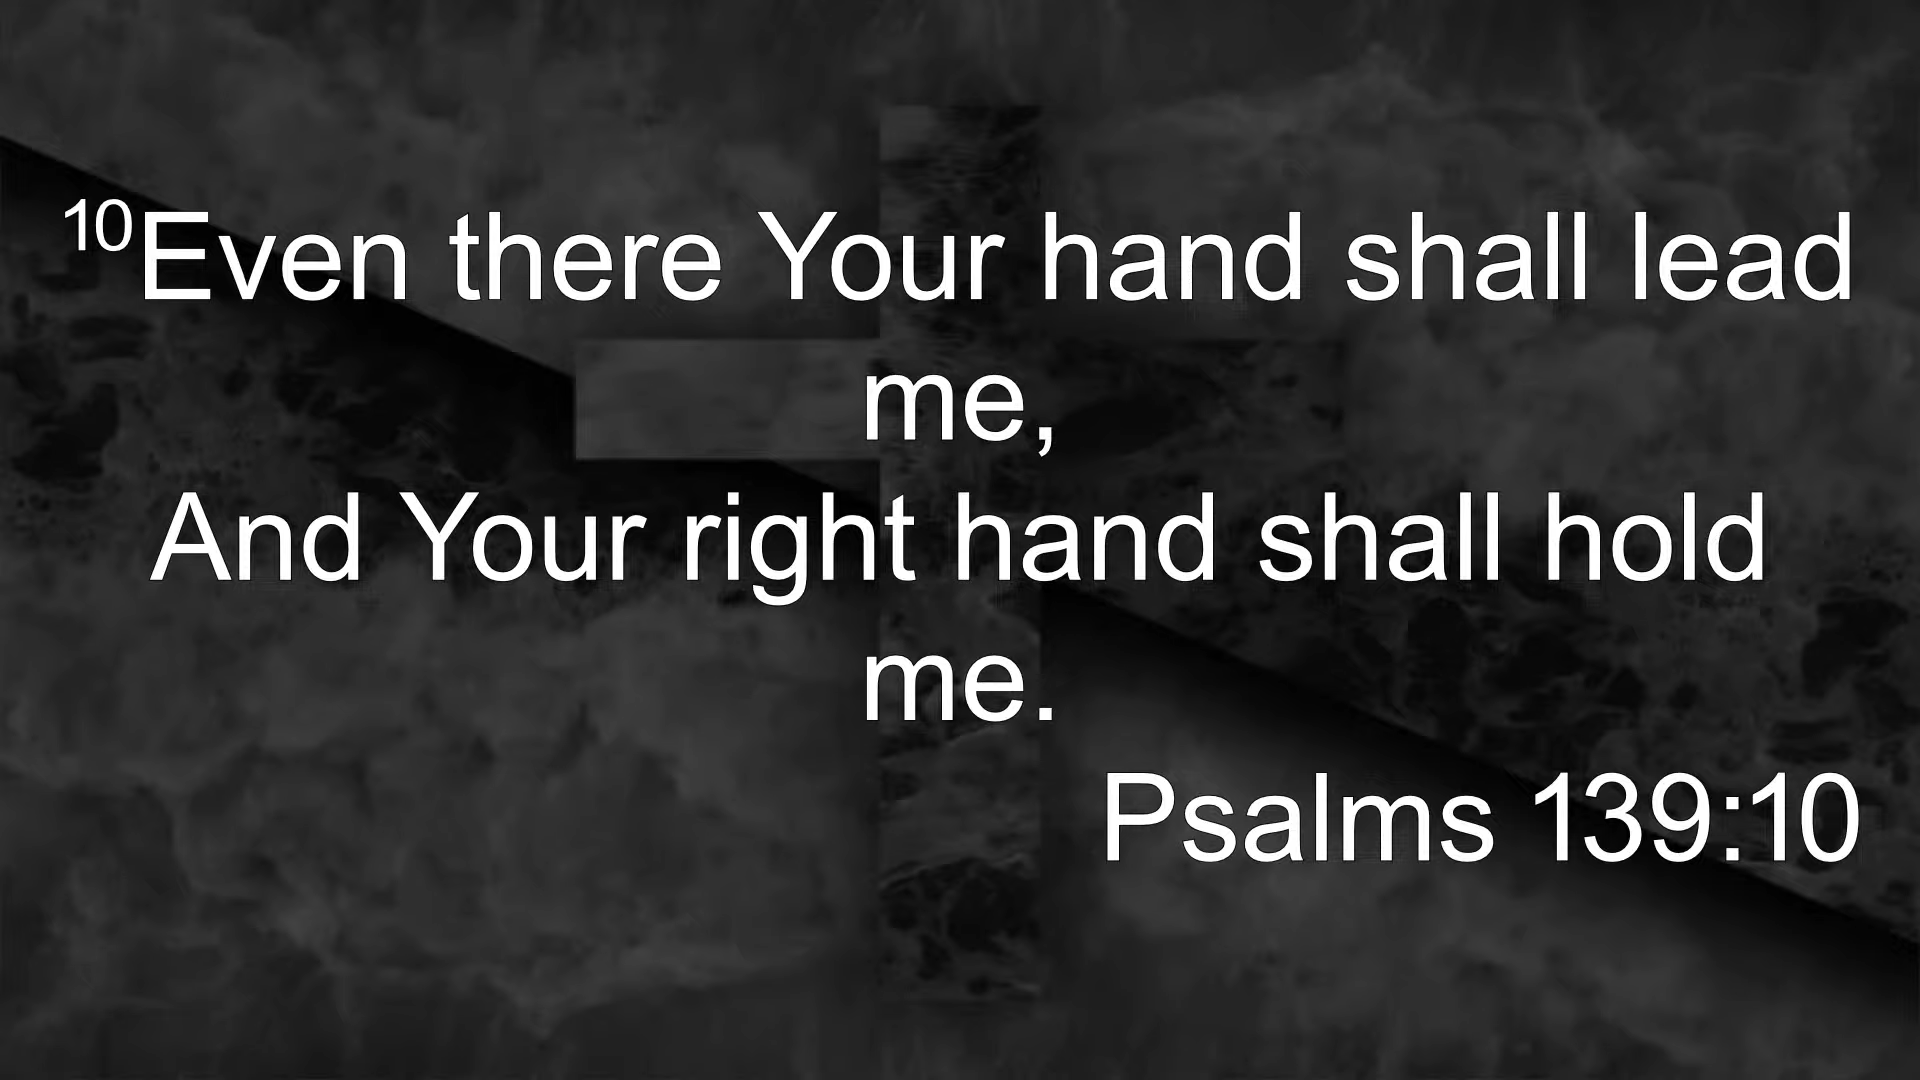 10Even there Your hand shall lead
me,
And Your right hand shall hold
me.
Psalms 139:10